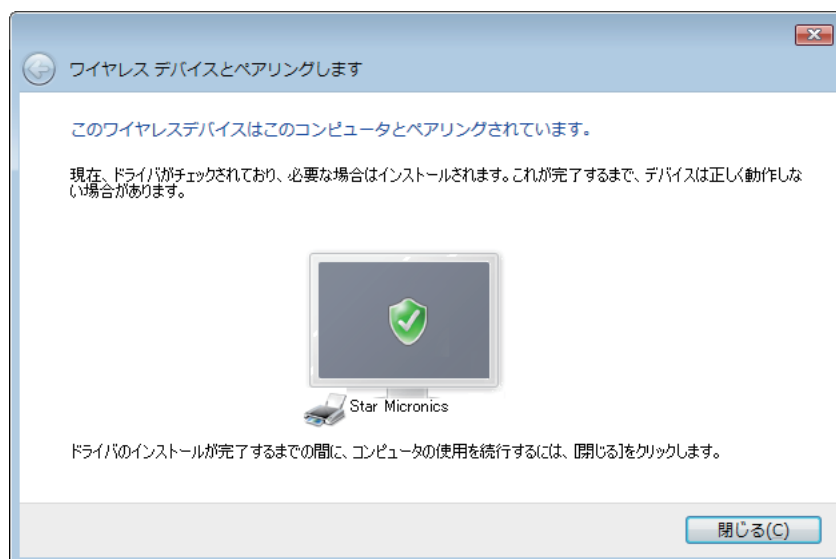 ワイヤレス デバイスとペアリングします
このワイヤレスデバイスはこのコンピュータとペアリングされています。
現在、ドライバがチェックされており、必要な場合はインストールされます。これが完了するまで、デバイスは正しく動作しな
い場合があります。
Star Micronics
ドライバのインストールが完了するまでの間に、コンピュータの使用を続行するには、[閉じる]をクリックします。
閉じる(C)